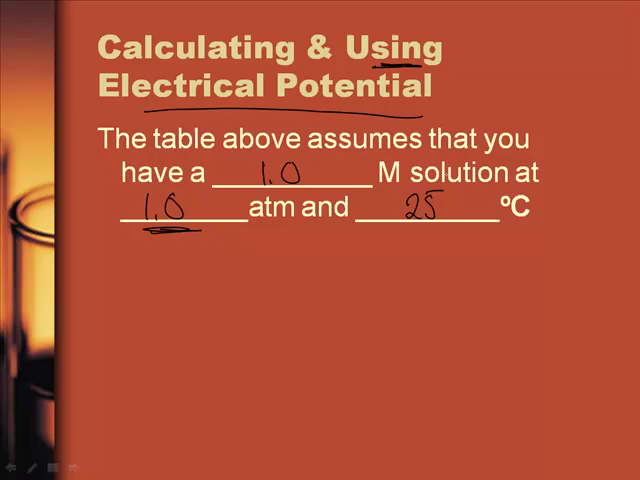 Calculating & Using
Electrical Potential
The table above assumes that you
have a 1.0 M solution at
1.0 atm and 25 ºC